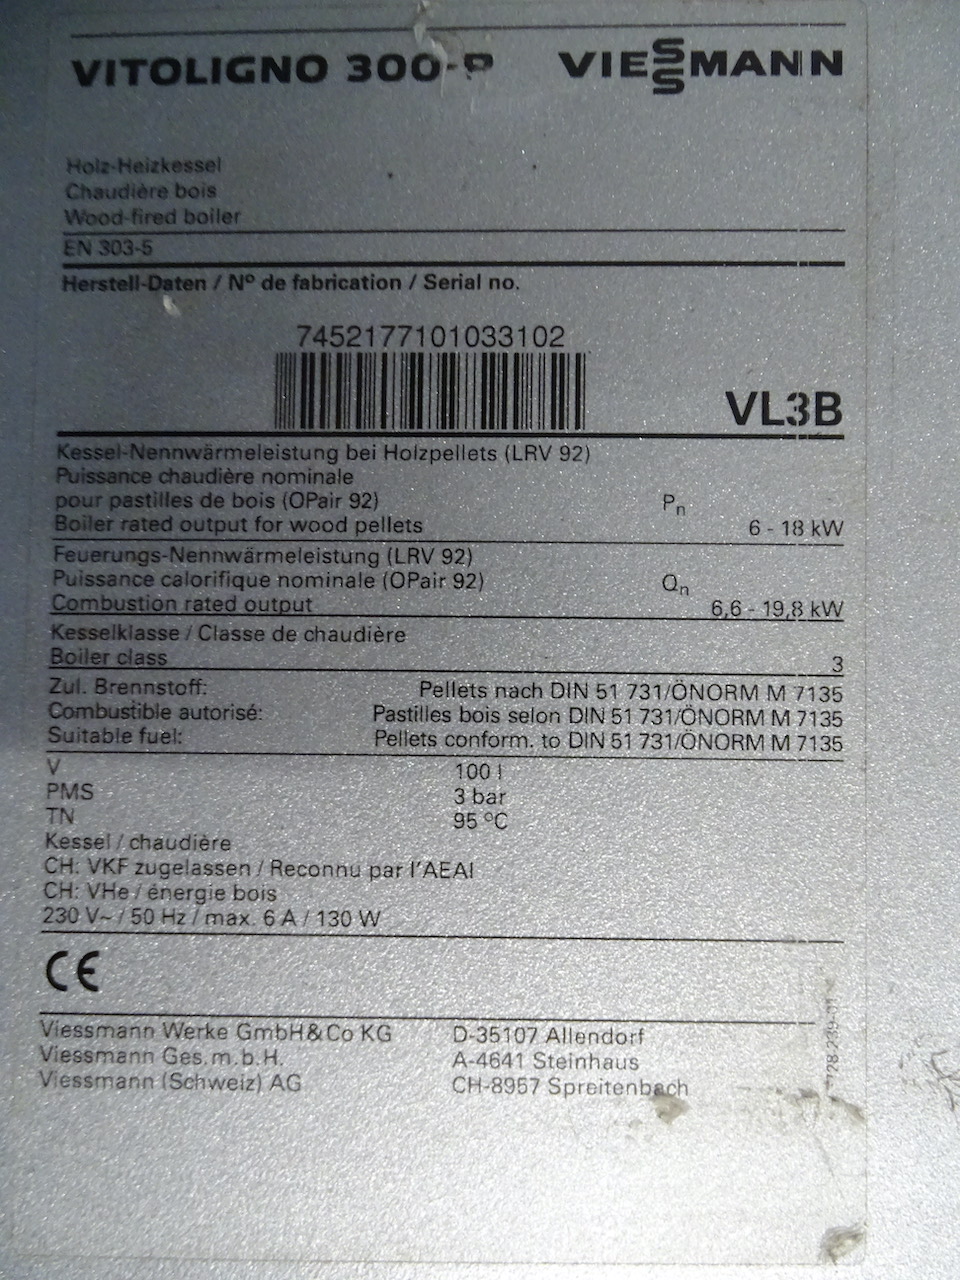 VITOLIGNO 300-P VIESSMANN
Holz-Heizkessel
Chaudière bois
Wood-fired boiler
EN 303-5
Herstell-Daten / Nº de fabrication / Serial no.
7452177101033102
VL3B
Kessel-Nennwärmeleistung bei Holzpellets (LRV 92)
Puissance chaudière nominale
pour pastilles de bois (OPair 92) Pn
Boiler rated output for wood pellets 6 - 18 kW
Feuerungs-Nennwärmeleistung (LRV 92)
Puissance calorifique nominale (OPair 92) Qn
Combustion rated output 6,6 - 19,8 kW
Kesselklasse / Classe de chaudière
Boiler class 3
Zul. Brennstoff: Pellets nach DIN 51 731/ÖNORM M 7135
Combustible autorisé: Pastilles bois selon DIN 51 731/ÖNORM M 7135
Suitable fuel: Pellets conform. to DIN 51 731/ÖNORM M 7135
V 100 l
PMS 3 bar
TN 95 ºC
Kessel / chaudière
CH: VKF zugelassen / Reconnu par l'AEAI
CH: VHe / énergie bois
230 V~ / 50 Hz / max. 6 A / 130 W
CE
Viessmann Werke GmbH&Co KG D-35107 Allendorf
Viessmann Ges.m.b.H. A-4641 Steinhaus
Viessmann (Schweiz) AG CH-8957 Spreitenbach